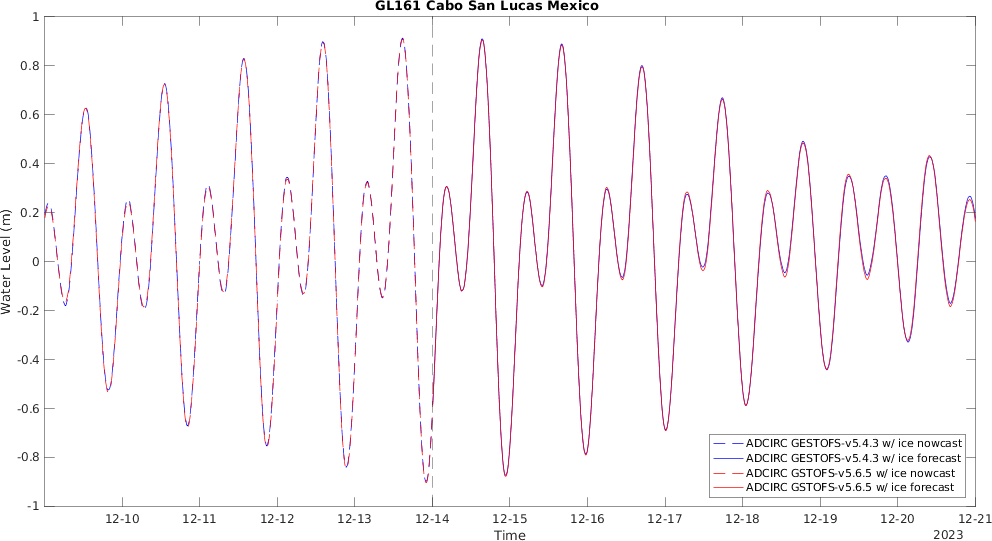 GL161 Cabo San Lucas Mexico
1
0.8
0.6
0.4
0.2
0
-0.2
-0.4
-0.6
-0.8
-1
Water Level (m)
ADCIRC GESTOFS-v5.4.3 w/ ice nowcast
ADCIRC GESTOFS-v5.4.3 w/ ice forecast
ADCIRC GSTOFS-v5.6.5 w/ ice nowcast
ADCIRC GSTOFS-v5.6.5 w/ ice forecast
12-10 12-11 12-12 12-13 12-14 12-15 12-16 12-17 12-18 12-19 12-20 12-21
Time
2023